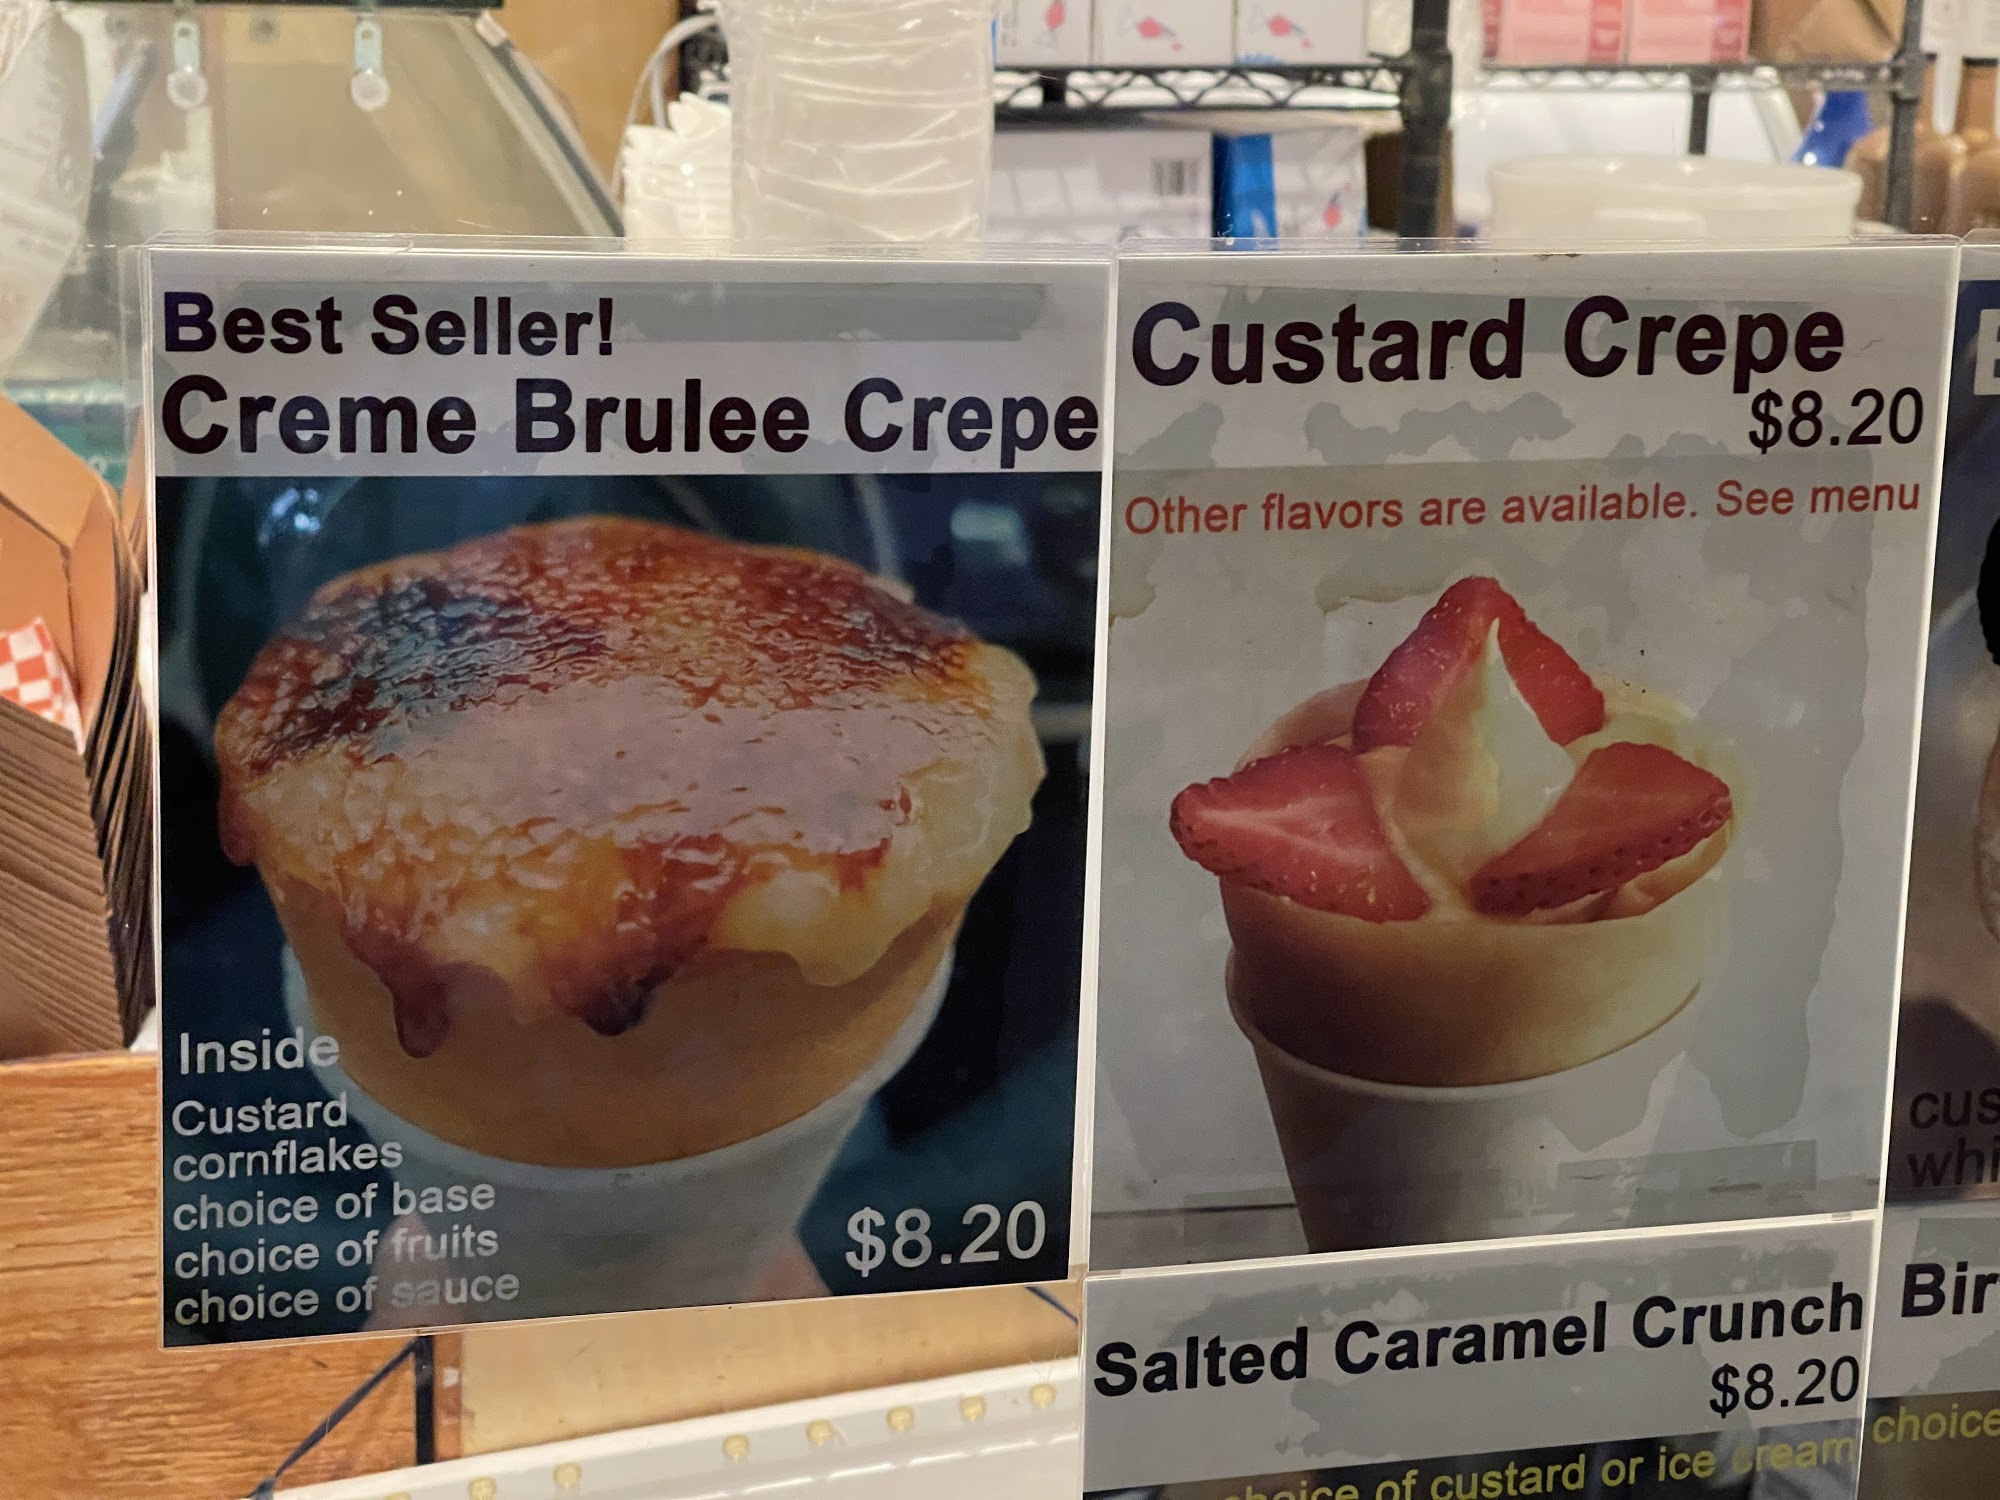 Best Seller!
Creme Brulee Crepe
Inside
Custard
cornflakes
choice of base
choice of fruits
choice of sauce
$8.20
Custard Crepe
$8.20
Other flavors are available. See menu
Salted Caramel Crunch
$8.20
choice of custard or ice cream
choice